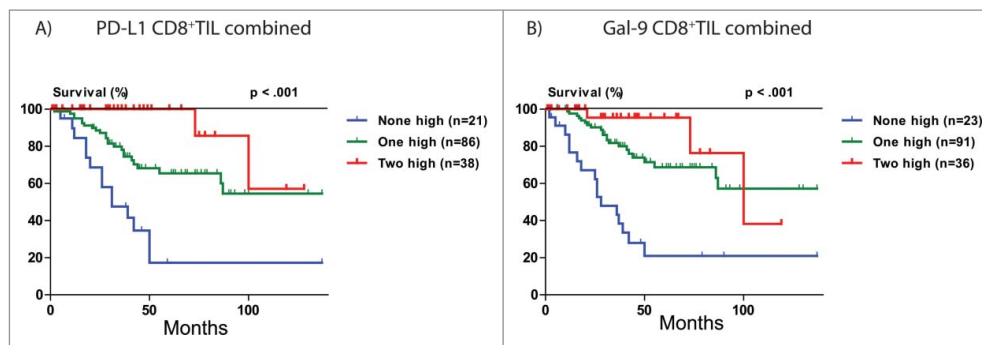 A) PD-L1 CD8⁺TIL combined
Survival (%) p < .001
100
80
60
40
20
0
0 50 100
Months
None high (n=21)
One high (n=86)
Two high (n=38)
B) Gal-9 CD8⁺TIL combined
Survival (%) p < .001
100
80
60
40
20
0
0 50 100
Months
None high (n=23)
One high (n=91)
Two high (n=36)